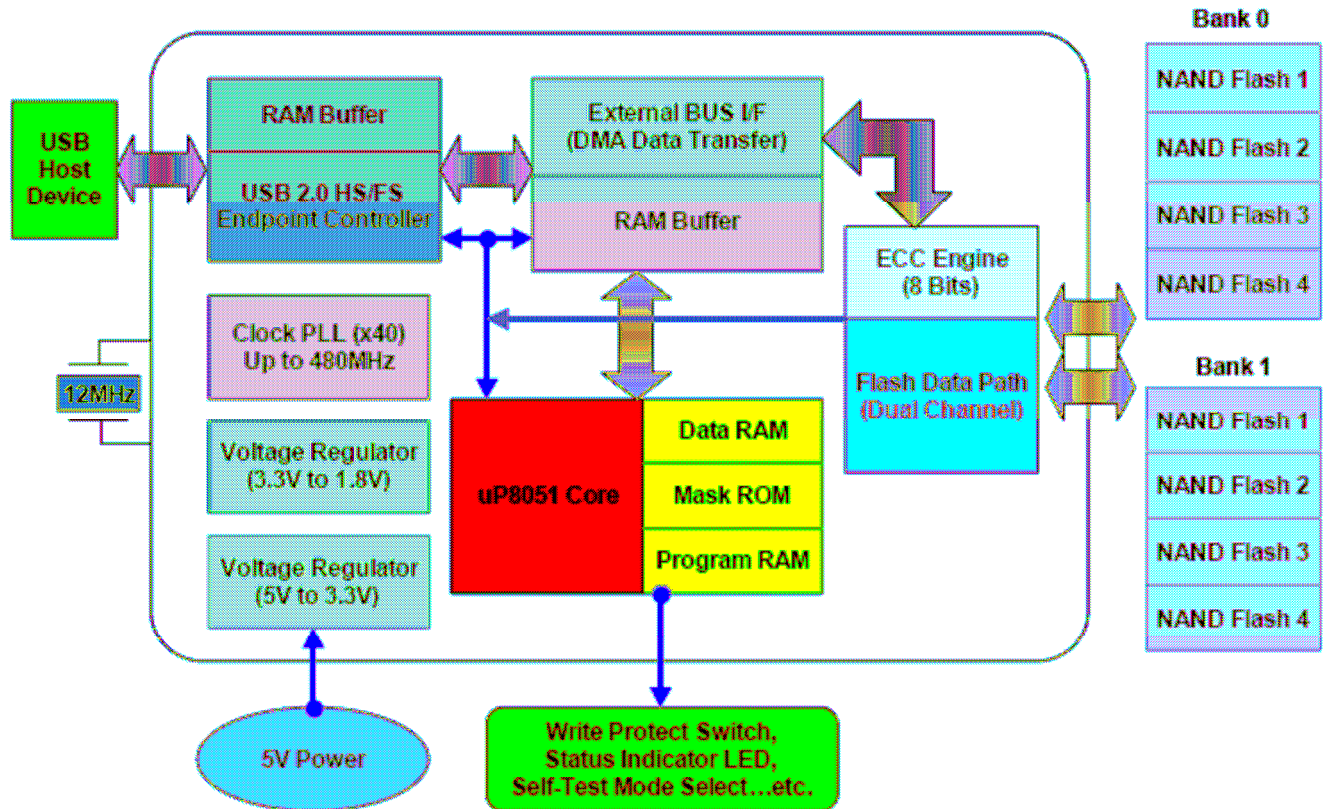 Bank 0
NAND Flash 1
NAND Flash 2
NAND Flash 3
NAND Flash 4
USB
Host
Device
RAM Buffer
USB 2.0 HS/FS
Endpoint Controller
External BUS I/F
(DMA Data Transfer)
RAM Buffer
ECC Engine
(8 Bits)
Flash Data Path
(Dual Channel)
Clock PLL (x40)
Up to 480MHz
12MHz
Voltage Regulator
(3.3V to 1.8V)
Voltage Regulator
(5V to 3.3V)
uP8051 Core
Data RAM
Mask ROM
Program RAM
Bank 1
NAND Flash 1
NAND Flash 2
NAND Flash 3
NAND Flash 4
5V Power
Write Protect Switch,
Status Indicator LED,
Self-Test Mode Select...etc.